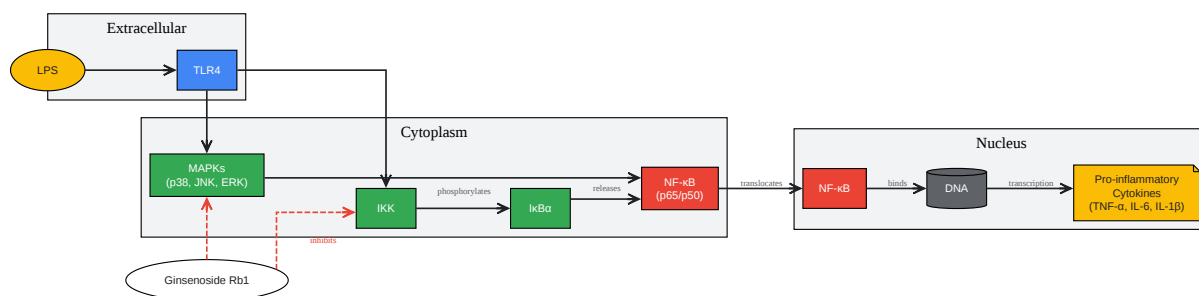 Extracellular
LPS
TLR4
Cytoplasm
MAPKs
(p38, JNK, ERK)
IKK
phosphorylates
IκBα
releases
NF-κB
(p65/p50)
translocates
Nucleus
NF-κB
binds
DNA
transcription
Pro-inflammatory
Cytokines
(TNF-α, IL-6, IL-1β)
inhibits
Ginsenoside Rb1